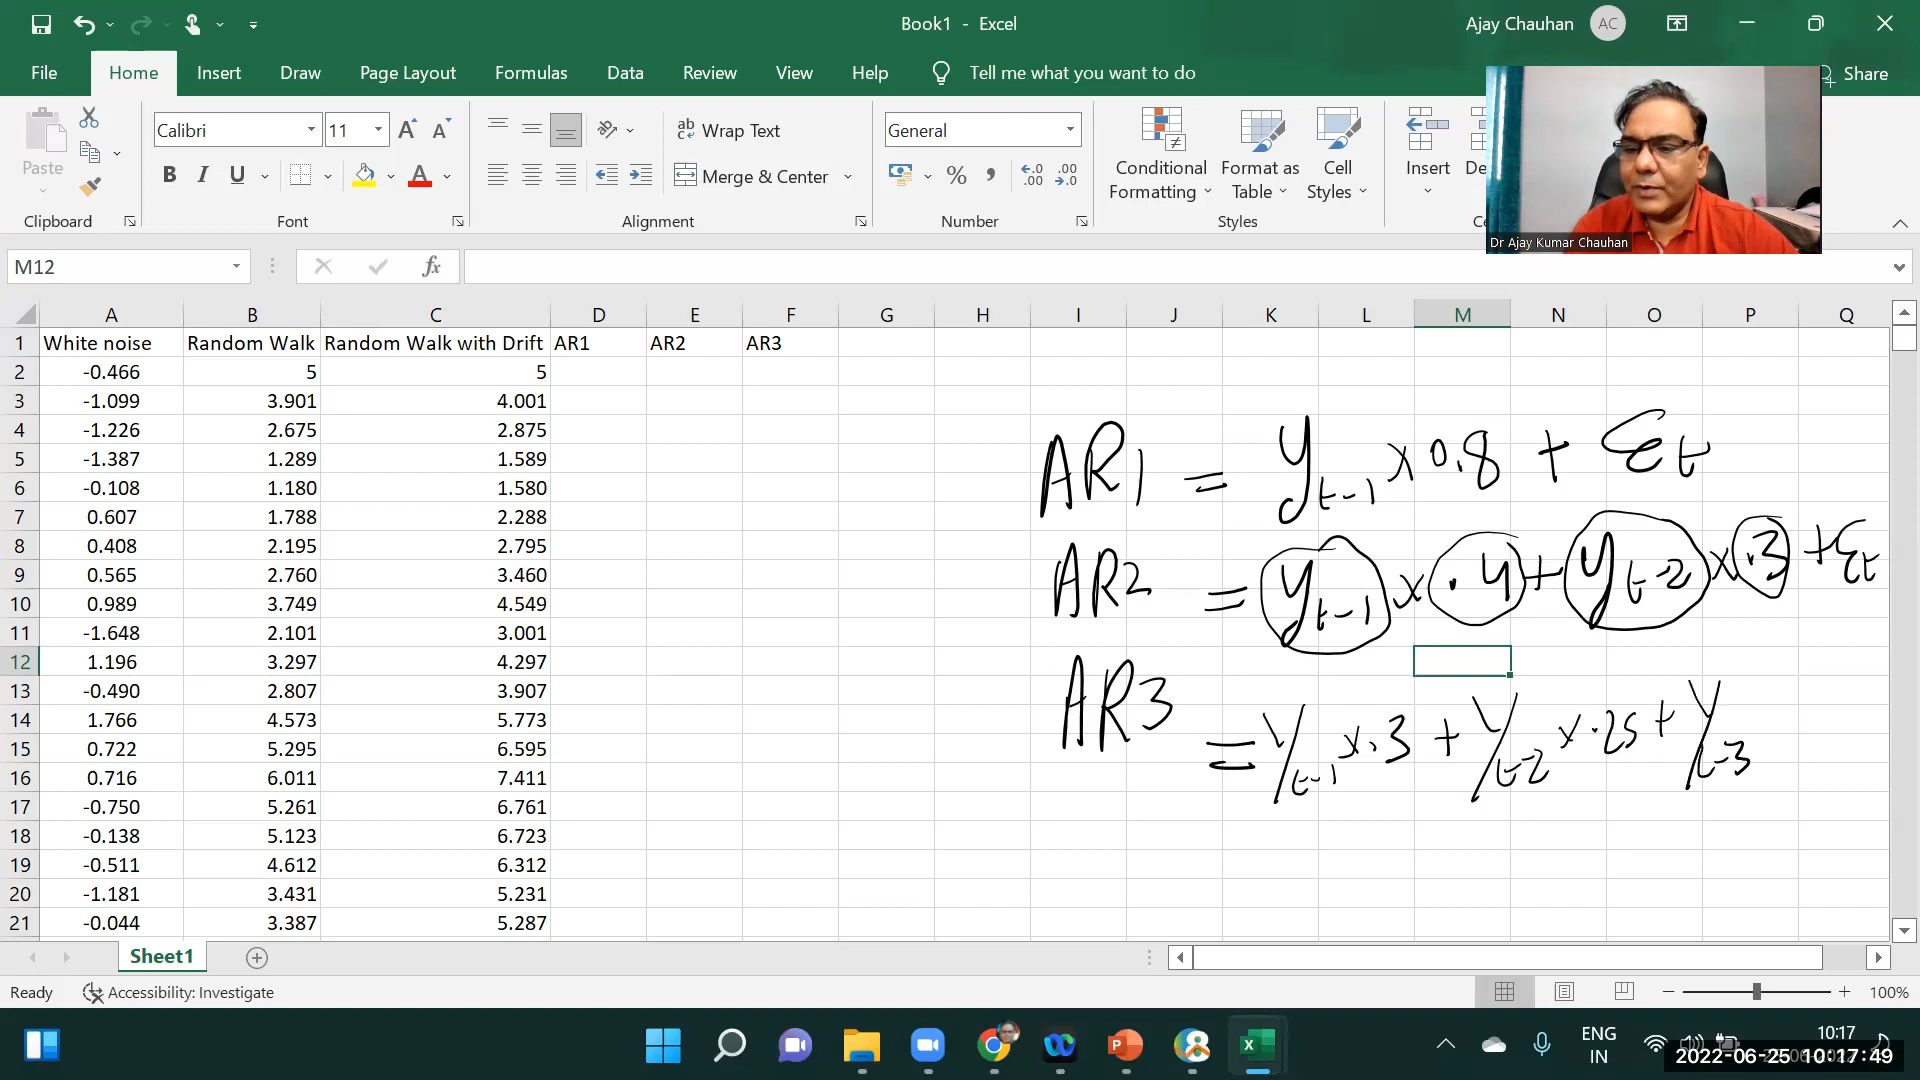 Book1 - Excel
Ajay Chauhan
AC
File Home Insert Draw Page Layout Formulas Data Review View Help Tell me what you want to do
Share
Paste
Clipboard
Calibri 11
B I U
Font
Wrap Text
Merge & Center
Alignment
General
% , .00
Number
Conditional Formatting
Format as Table
Cell Styles
Styles
Insert
Dr Ajay Kumar Chauhan
M12 fx
A B C D E F G H I J K L M N O P Q
1 White noise Random Walk Random Walk with Drift AR1 AR2 AR3
2 -0.466 5 5
3 -1.099 3.901 4.001
4 -1.226 2.675 2.875
5 -1.387 1.289 1.589
6 -0.108 1.180 1.580
7 0.607 1.788 2.288
8 0.408 2.195 2.795
9 0.565 2.760 3.460
10 0.989 3.749 4.549
11 -1.648 2.101 3.001
12 1.196 3.297 4.297
13 -0.490 2.807 3.907
14 1.766 4.573 5.773
15 0.722 5.295 6.595
16 0.716 6.011 7.411
17 -0.750 5.261 6.761
18 -0.138 5.123 6.723
19 -0.511 4.612 6.312
20 -1.181 3.431 5.231
21 -0.044 3.387 5.287
AR1 = y t-1 × 0.8 + Ɛt
AR2 = y t-1 × .4 + y t-2 × .3 + Ɛt
AR3 = y t-1 × .3 + y t-2 × .25 + y t-3
Sheet1
Ready Accessibility: Investigate
100%
ENG
IN
10:17
2022-06-25 10:17:49